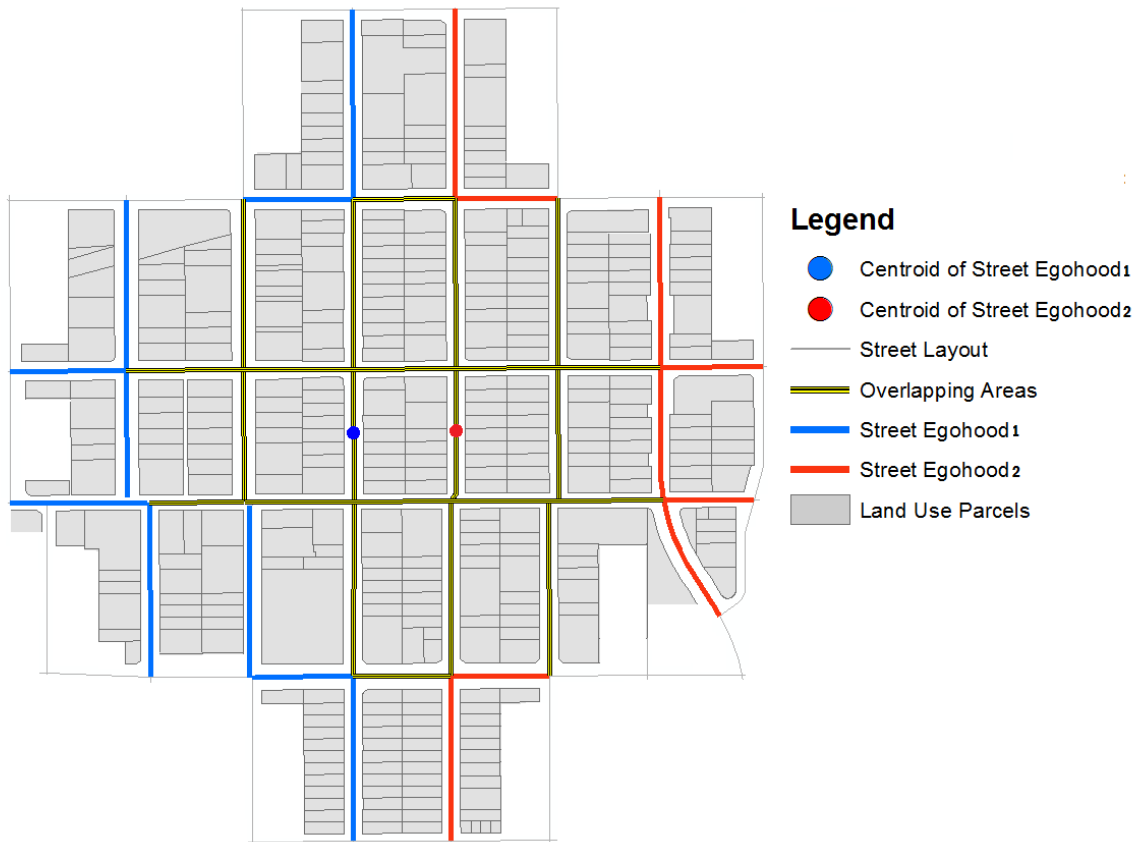 Legend
Centroid of Street Egohood1
Centroid of Street Egohood2
Street Layout
Overlapping Areas
Street Egohood1
Street Egohood2
Land Use Parcels